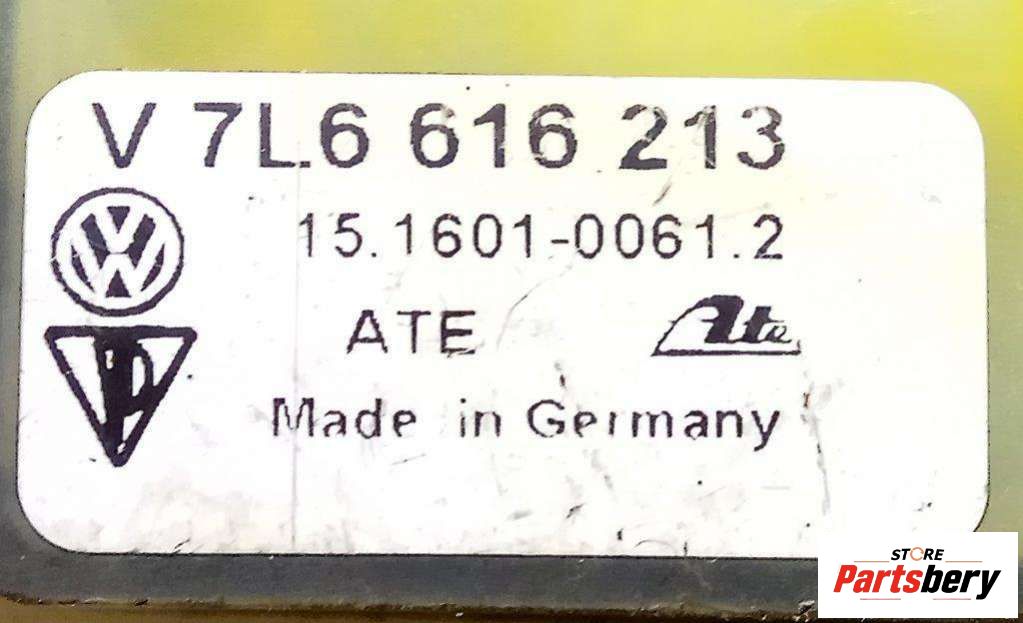 V 7L6 616 213
15.1601-0061.2
ATE Ate
Made in Germany
STORE
Partsbery